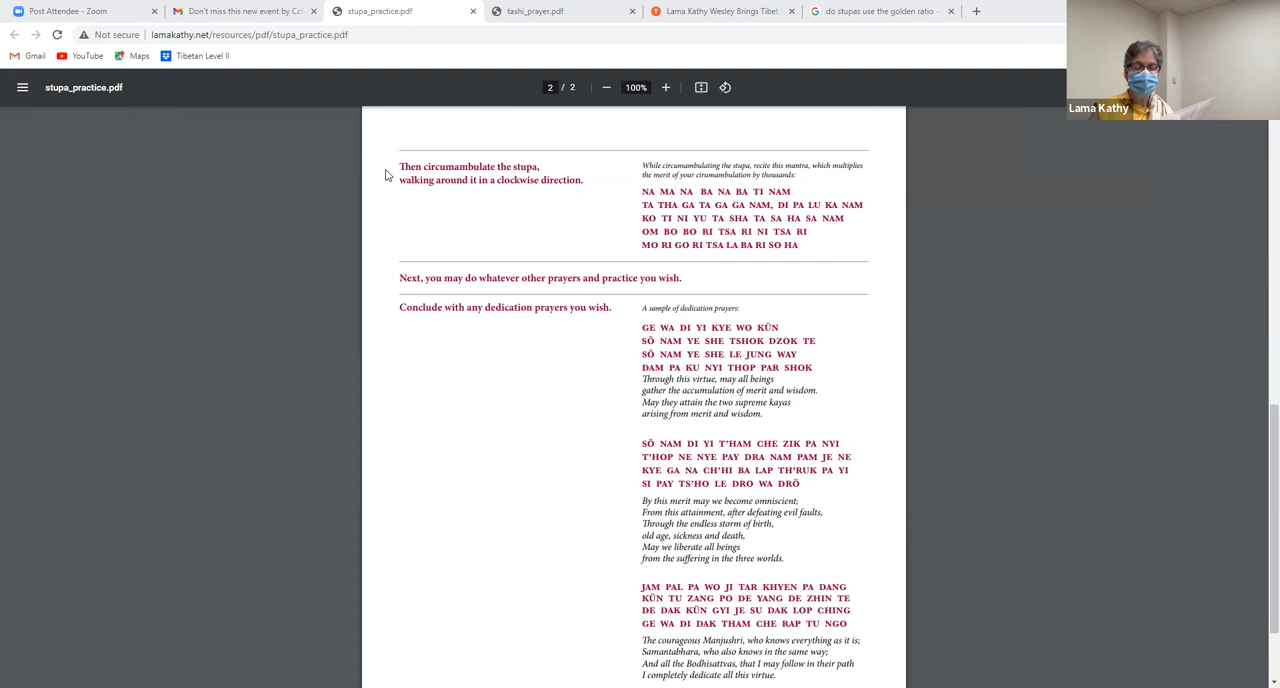 Post Attendee - Zoom
Don't miss this new event by Co
stupa_practice.pdf
tashi_prayer.pdf
Lama Kathy Wesley Brings Tibet
do stupas use the golden ratio -
Not secure
lamakathy.net/resources/pdf/stupa_practice.pdf
Gmail
YouTube
Maps
Tibetan Level II
stupa_practice.pdf
2 / 2
100%
Lama Kathy
Then circumambulate the stupa,
walking around it in a clockwise direction.
While circumambulating the stupa, recite this mantra, which multiplies
the merit of your cirumambulation by thousands:
NA MA NA BA NA BA TI NAM
TA THA GA TA GA GA NAM, DI PA LU KA NAM
KO TI NI YU TA SHA TA SA HA SA NAM
OM BO BO RI TSA RI NI TSA RI
MO RI GO RI TSA LA BA RI SO HA
Next, you may do whatever other prayers and practice you wish.
Conclude with any dedication prayers you wish.
A sample of dedication prayers:
GE WA DI YI KYE WO KÜN
SÖ NAM YE SHE TSHOK DZOK TE
SÖ NAM YE SHE LE JUNG WAY
DAM PA KU NYI THOP PAR SHOK
Through this virtue, may all beings
gather the accumulation of merit and wisdom.
May they attain the two supreme kayas
arising from merit and wisdom.
SÖ NAM DI YI T'HAM CHE ZIK PA NYI
T'HOP NE NYE PAY DRA NAM PAM JE NE
KYE GA NA CH'HI BA LAP TH'RUK PA YI
SI PAY TS'HO LE DRO WA DRÖ
By this merit may we become omniscient;
From this attainment, after defeating evil faults,
Through the endless storm of birth,
old age, sickness and death,
May we liberate all beings
from the suffering in the three worlds.
JAM PAL PA WO JI TAR KHYEN PA DANG
KÜN TU ZANG PO DE YANG DE ZHIN TE
DE DAK KÜN GYI JE SU DAK LOP CHING
GE WA DI DAK THAM CHE RAP TU NGO
The courageous Manjushri, who knows everything as it is;
Samantabhara, who also knows in the same way;
And all the Bodhisattvas, that I may follow in their path
I completely dedicate all this virtue.